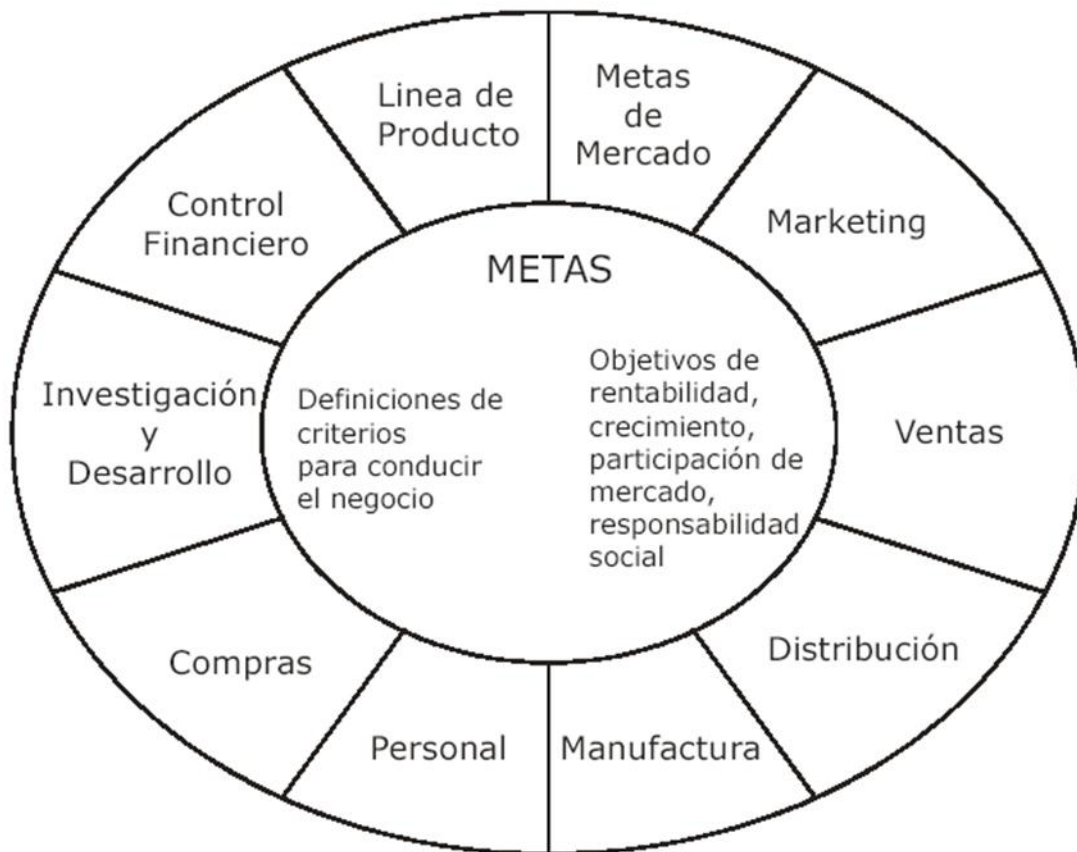 Linea de
Producto
Metas
de
Mercado
Marketing
Ventas
Distribución
Manufactura
Personal
Compras
Investigación
y
Desarrollo
Control
Financiero
METAS
Definiciones de
criterios
para conducir
el negocio
Objetivos de
rentabilidad,
crecimiento,
participación de
mercado,
responsabilidad
social